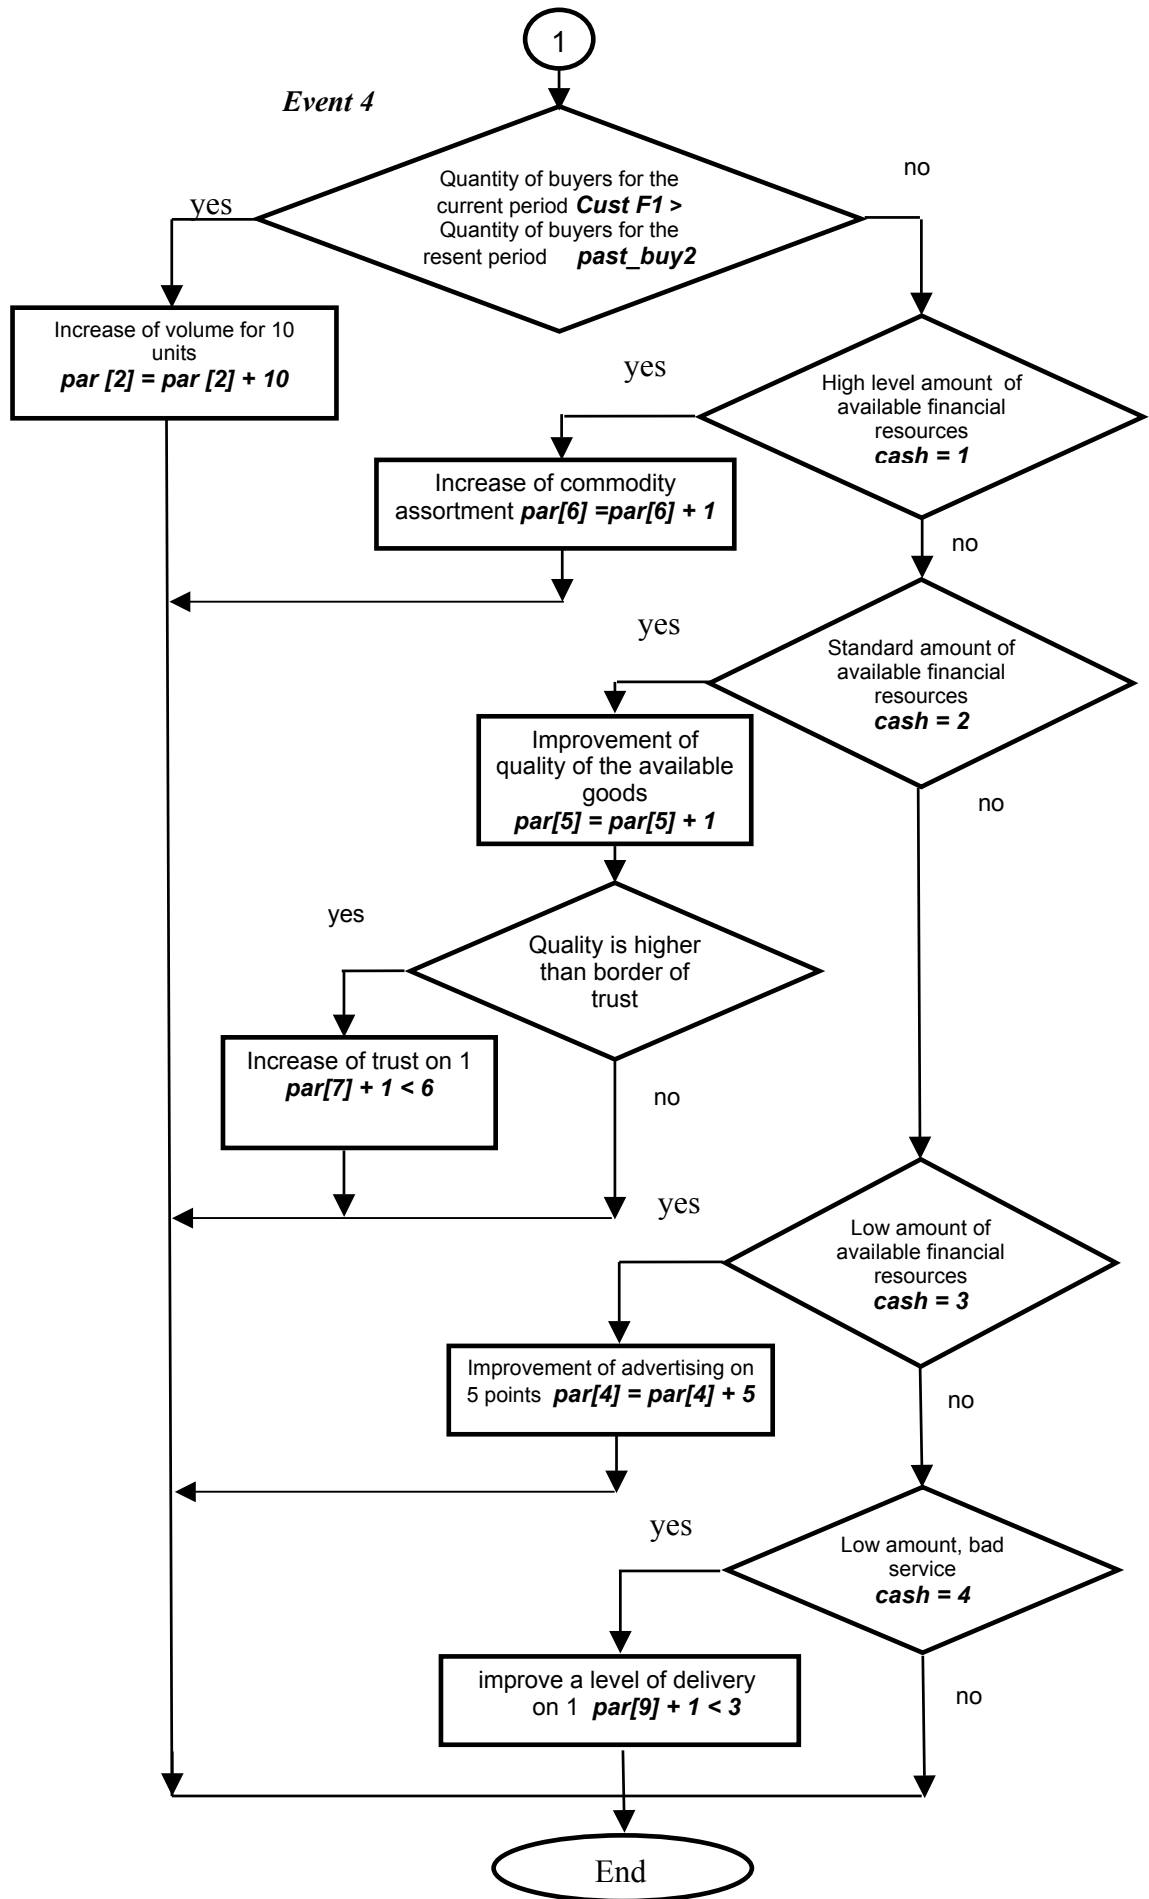 1
Event 4
Quantity of buyers for the
current period Cust F1 >
Quantity of buyers for the
resent period past_buy2
yes
no
Increase of volume for 10
units
par [2] = par [2] + 10
High level amount of
available financial
resources
cash = 1
yes
Increase of commodity
assortment par[6] =par[6] + 1
no
Standard amount of
available financial
resources
cash = 2
yes
Improvement of
quality of the available
goods
par[5] = par[5] + 1
no
Quality is higher
than border of
trust
yes
Increase of trust on 1
par[7] + 1 < 6
no
Low amount of
available financial
resources
cash = 3
yes
Improvement of advertising on
5 points par[4] = par[4] + 5
no
Low amount, bad
service
cash = 4
yes
improve a level of delivery
on 1 par[9] + 1 < 3
no
End